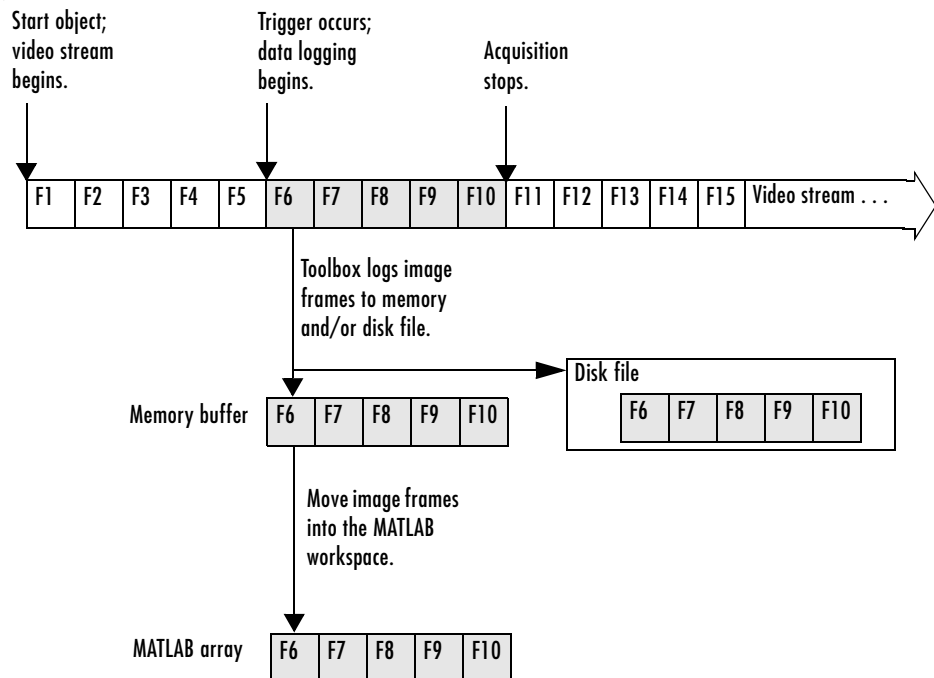 Start object;
video stream
begins.
Trigger occurs;
data logging
begins.
Acquisition
stops.
F1 F2 F3 F4 F5 F6 F7 F8 F9 F10 F11 F12 F13 F14 F15 Video stream . . .
Toolbox logs image
frames to memory
and/or disk file.
Disk file
F6 F7 F8 F9 F10
Memory buffer F6 F7 F8 F9 F10
Move image frames
into the MATLAB
workspace.
MATLAB array F6 F7 F8 F9 F10